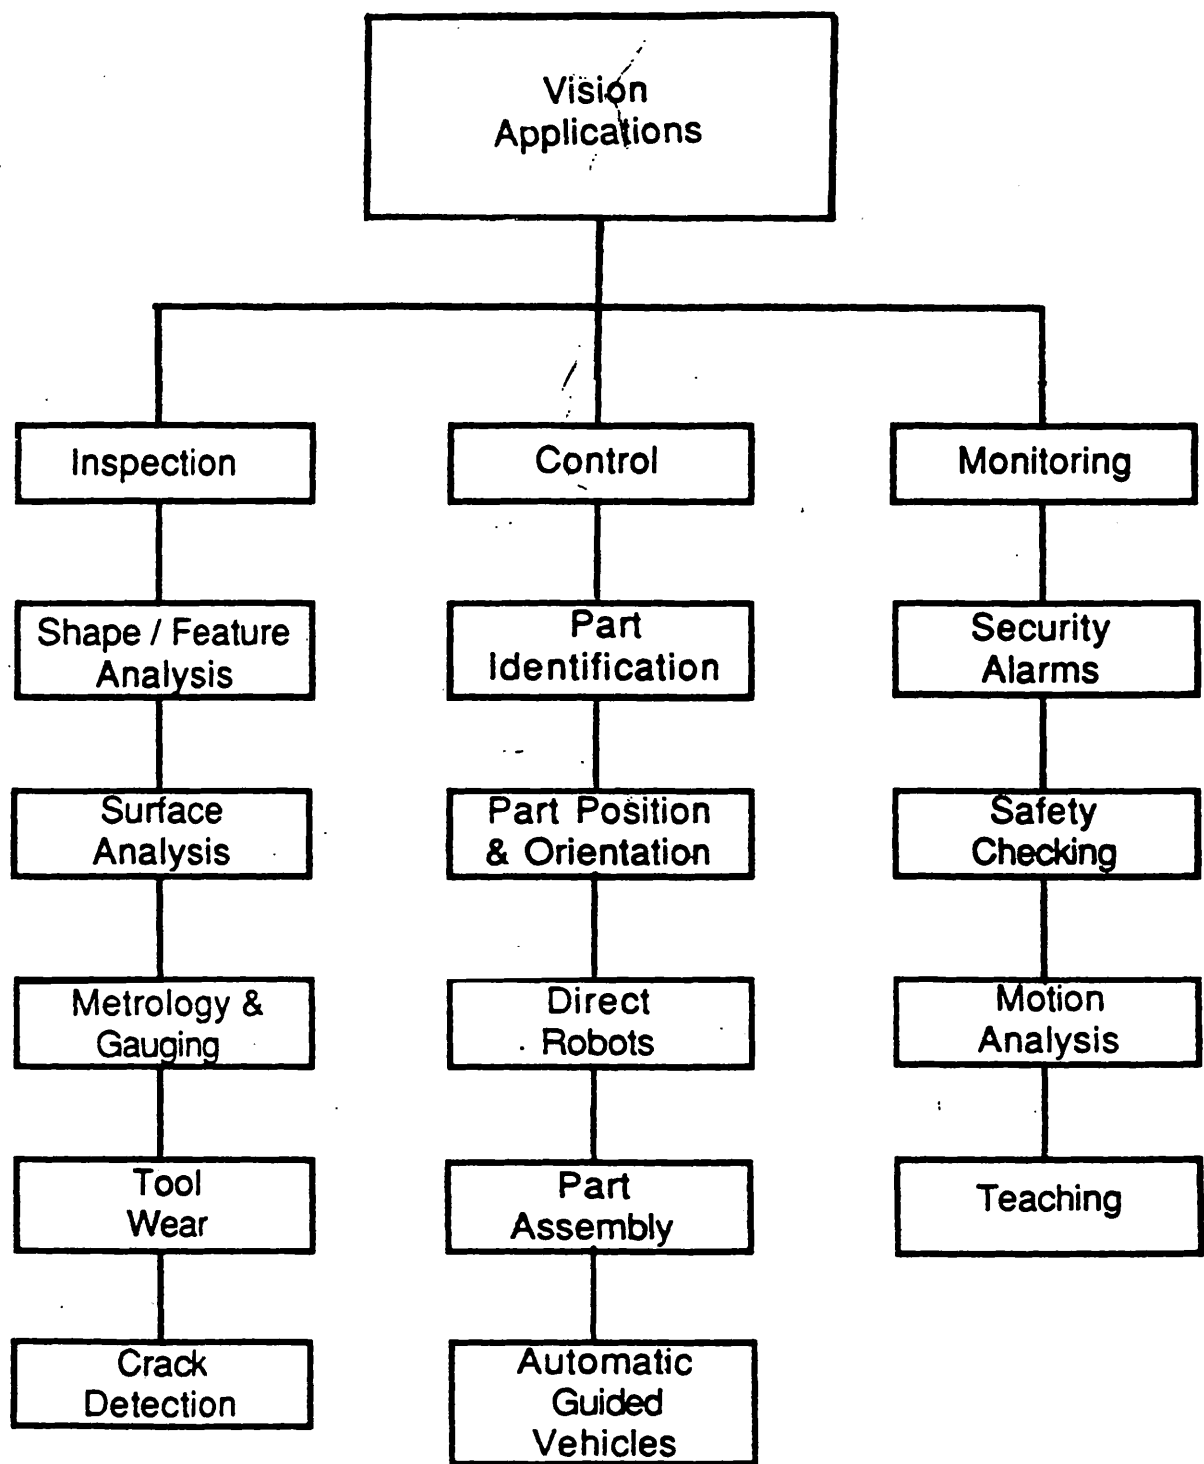 Vision
Applications
Inspection
Control
Monitoring
Shape / Feature
Analysis
Part
Identification
Security
Alarms
Surface
Analysis
Part Position
& Orientation
Safety
Checking
Metrology &
Gauging
Direct
Robots
Motion
Analysis
Tool
Wear
Part
Assembly
Teaching
Crack
Detection
Automatic
Guided
Vehicles